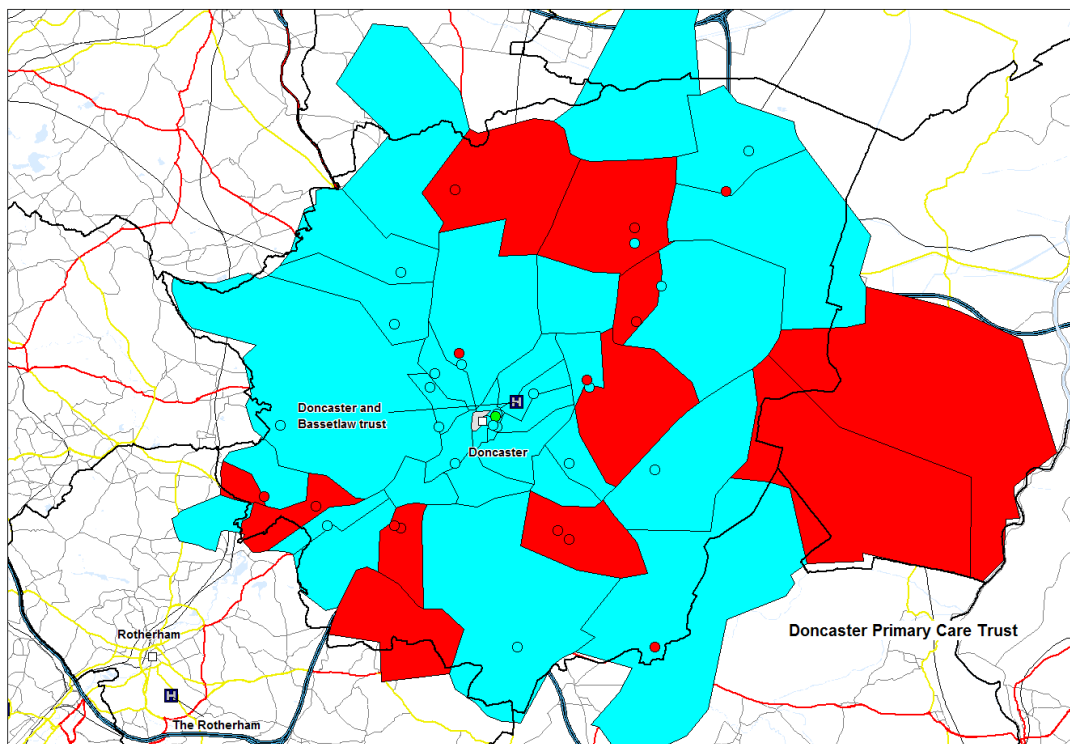 H
Doncaster and
Bassetlaw trust
Doncaster
Doncaster Primary Care Trust
Rotherham
H
The Rotherham